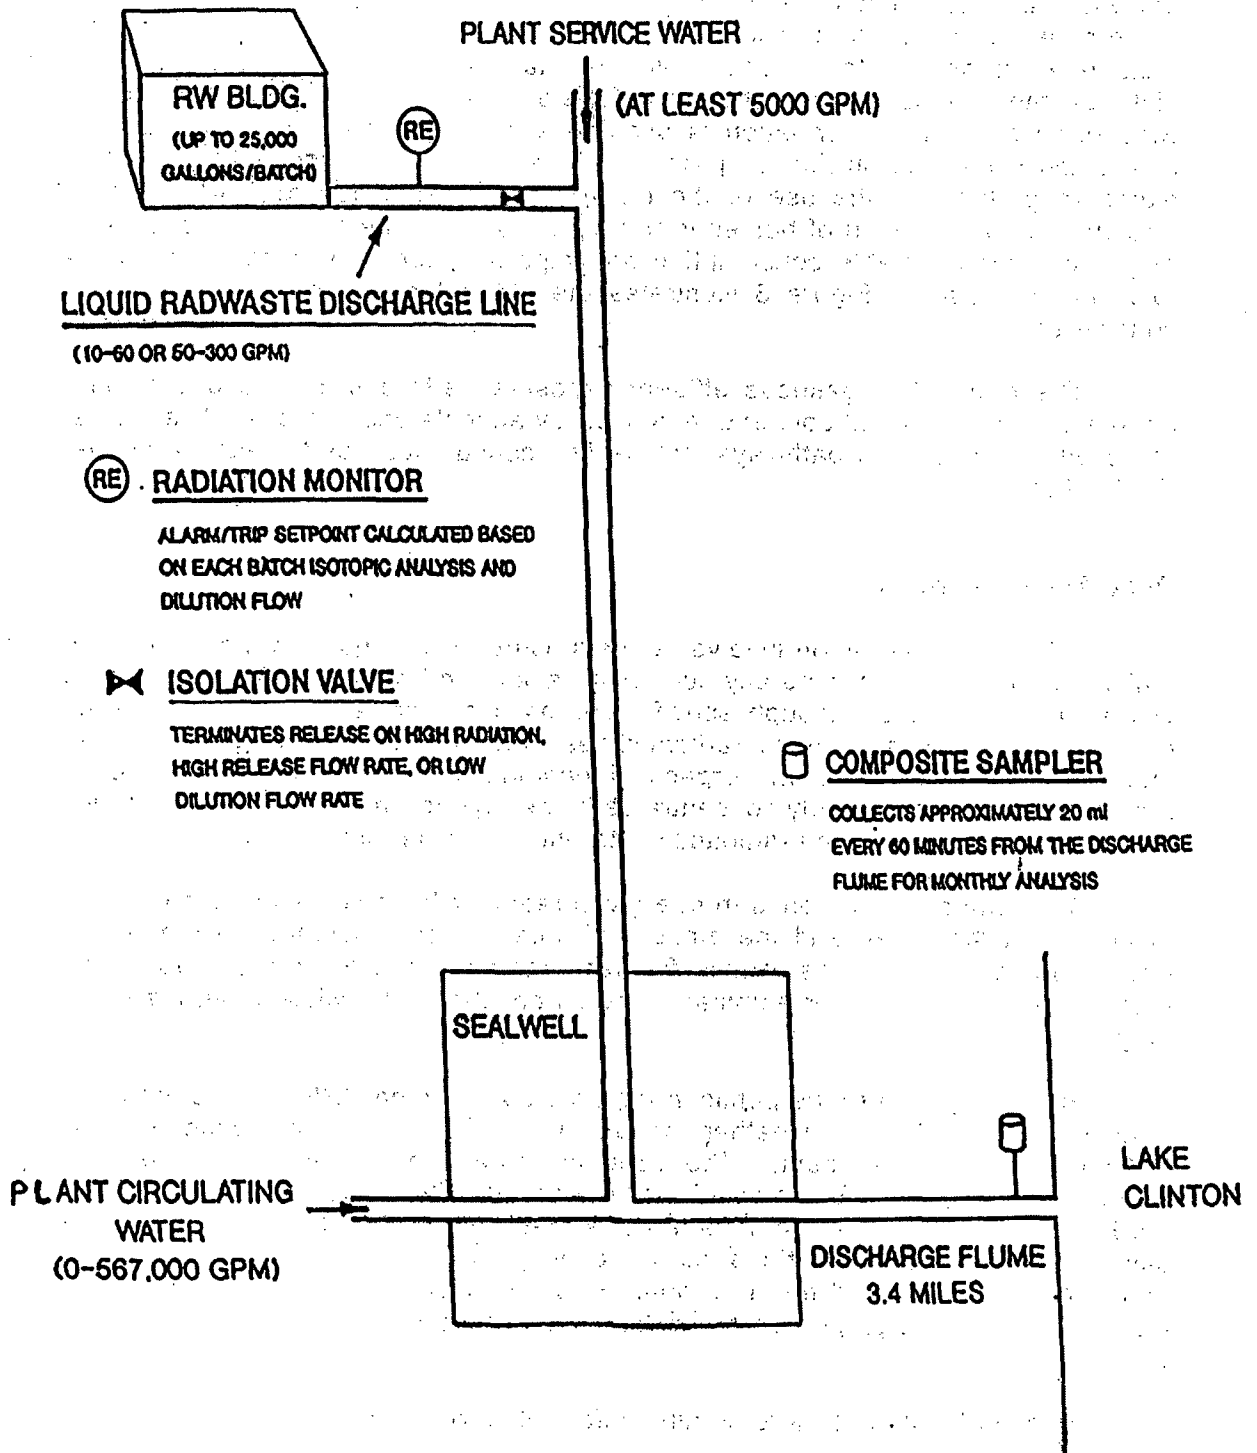 PLANT SERVICE WATER
(AT LEAST 5000 GPM)
RW BLDG.
(UP TO 25,000
GALLONS/BATCH)
RE
LIQUID RADWASTE DISCHARGE LINE
(10-60 OR 50-300 GPM)
RE
RADIATION MONITOR
ALARM/TRIP SETPOINT CALCULATED BASED
ON EACH BATCH ISOTOPIC ANALYSIS AND
DILUTION FLOW
ISOLATION VALVE
TERMINATES RELEASE ON HIGH RADIATION,
HIGH RELEASE FLOW RATE, OR LOW
DILUTION FLOW RATE
COMPOSITE SAMPLER
COLLECTS APPROXIMATELY 20 ml
EVERY 60 MINUTES FROM THE DISCHARGE
FLUME FOR MONTHLY ANALYSIS
SEALWELL
PLANT CIRCULATING
WATER
(0-567,000 GPM)
DISCHARGE FLUME
3.4 MILES
LAKE
CLINTON